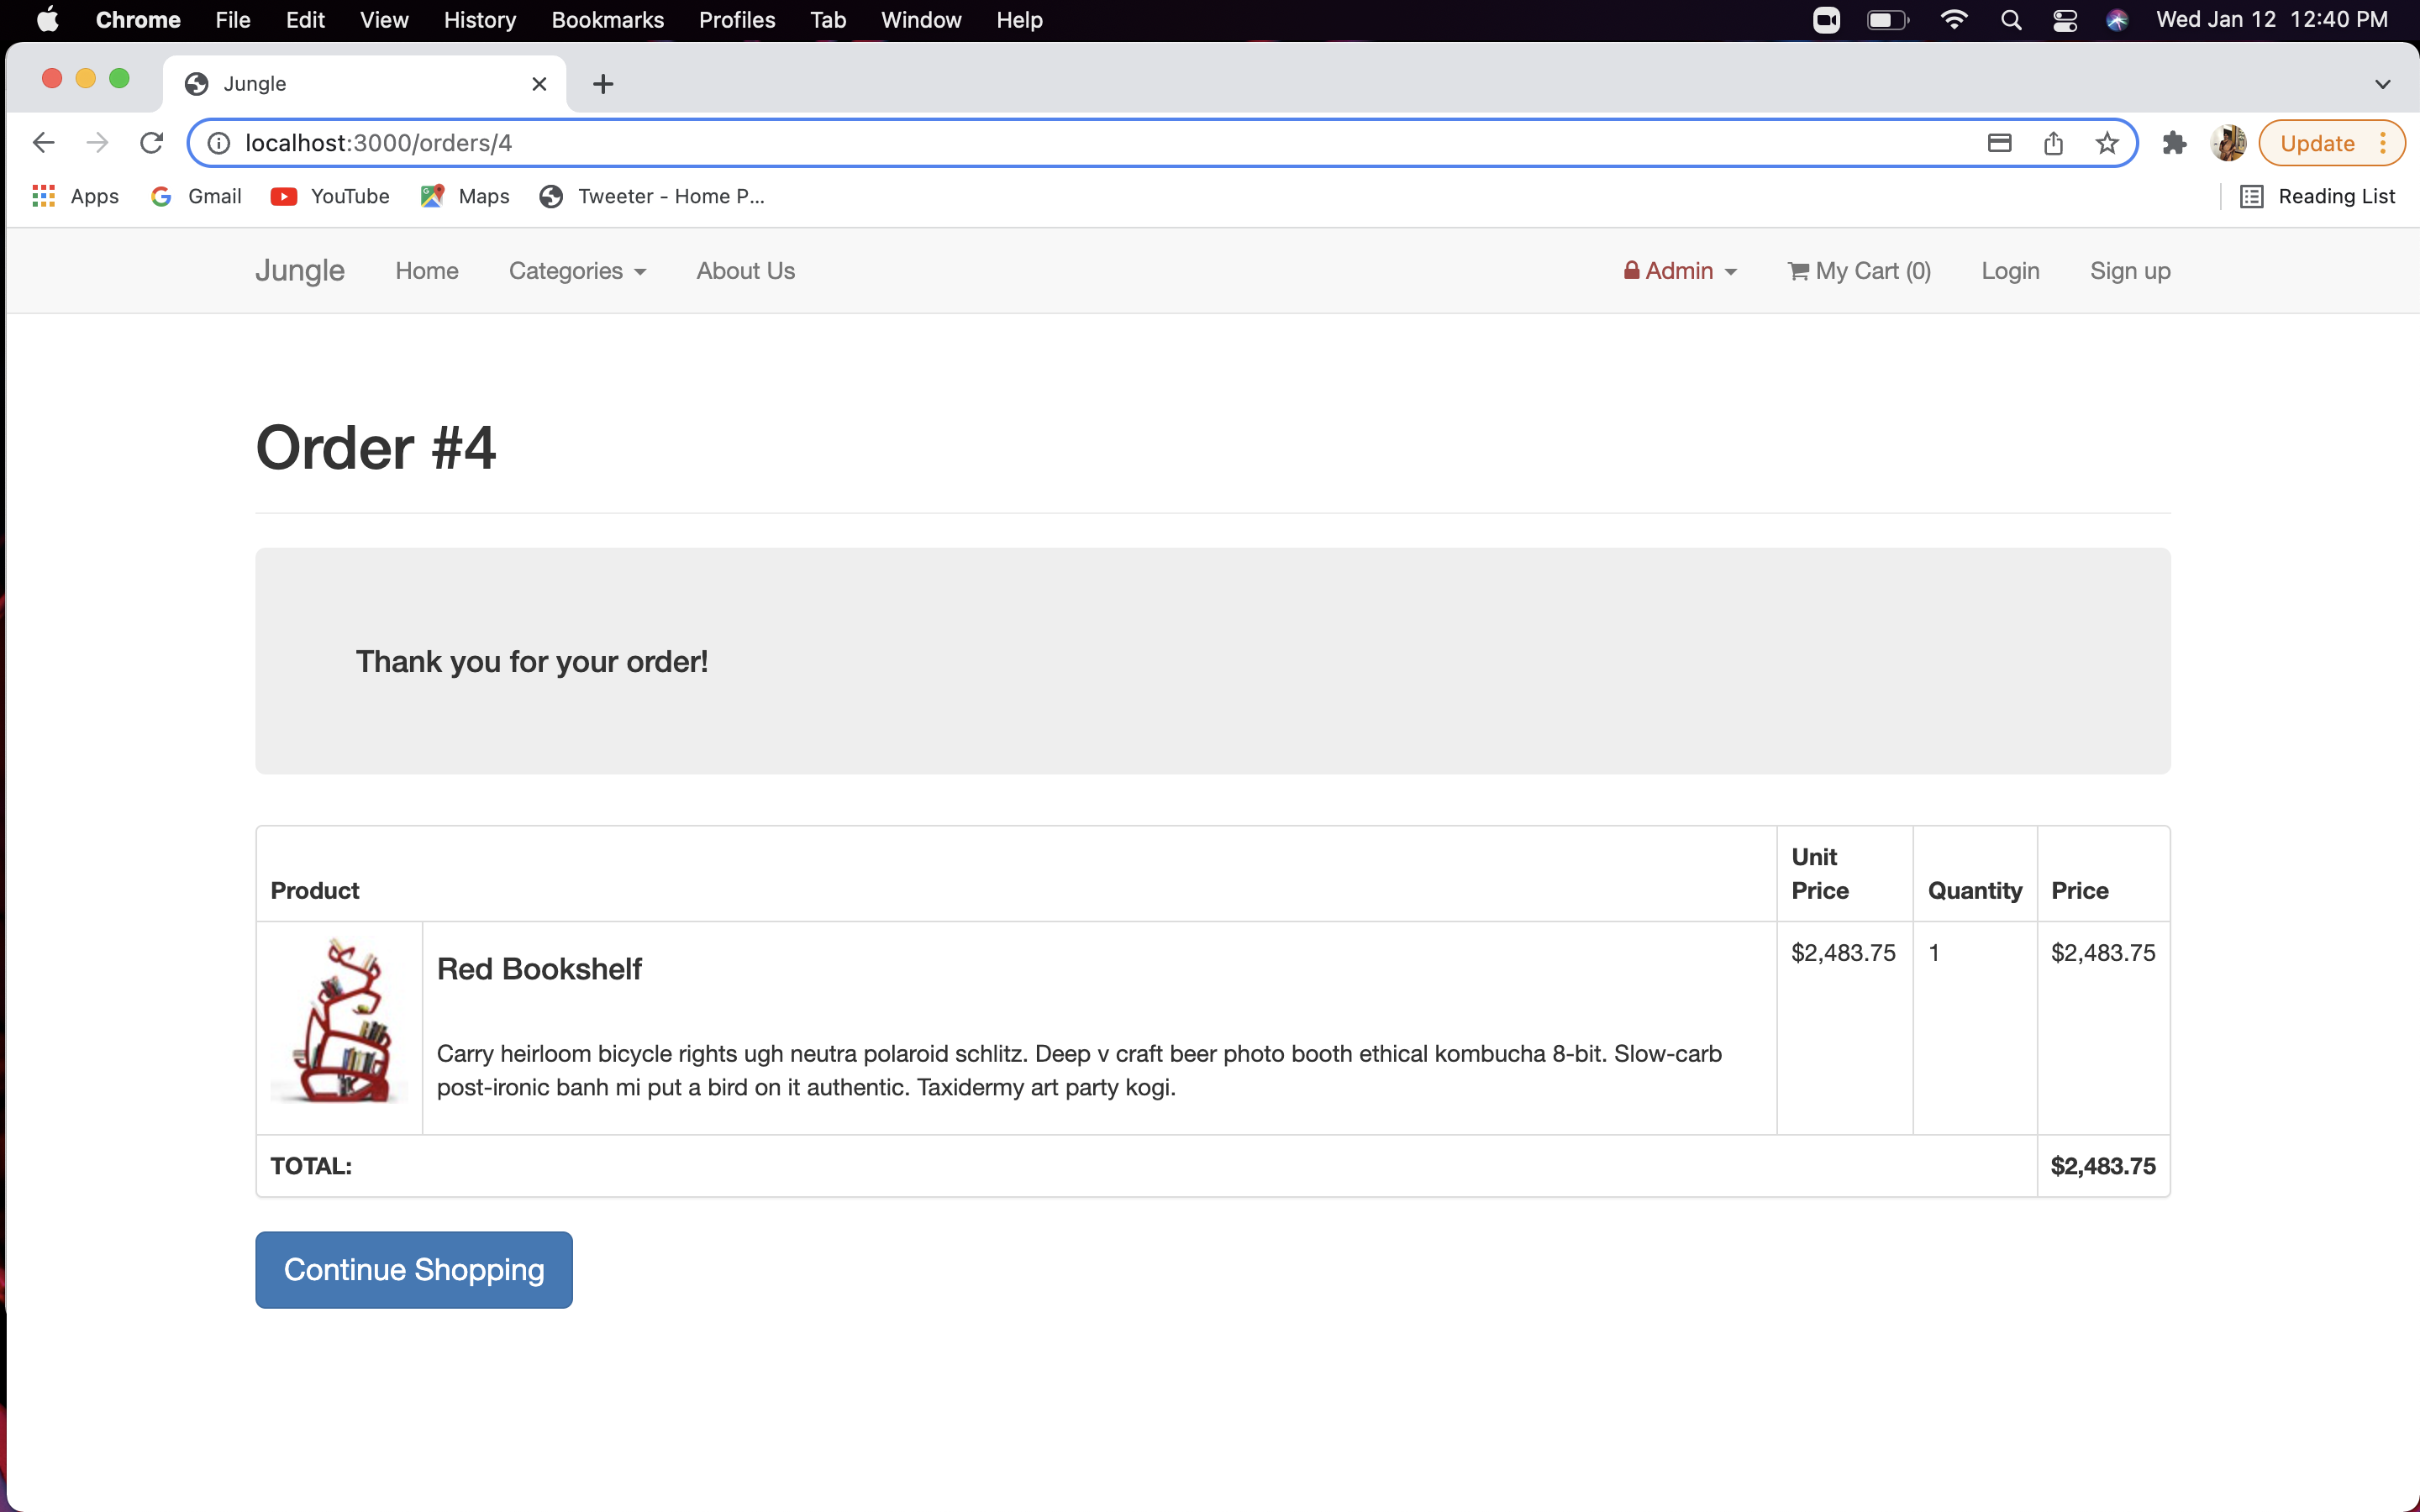 Chrome File Edit View History Bookmarks Profiles Tab Window Help Wed Jan 12 12:40 PM
Jungle
localhost:3000/orders/4 Update
Apps Gmail YouTube Maps Tweeter - Home P... Reading List
Jungle Home Categories About Us Admin My Cart (0) Login Sign up
Order #4
Thank you for your order!
Product Unit Price Quantity Price
Red Bookshelf $2,483.75 1 $2,483.75
Carry heirloom bicycle rights ugh neutra polaroid schlitz. Deep v craft beer photo booth ethical kombucha 8-bit. Slow-carb
post-ironic banh mi put a bird on it authentic. Taxidermy art party kogi.
TOTAL: $2,483.75
Continue Shopping